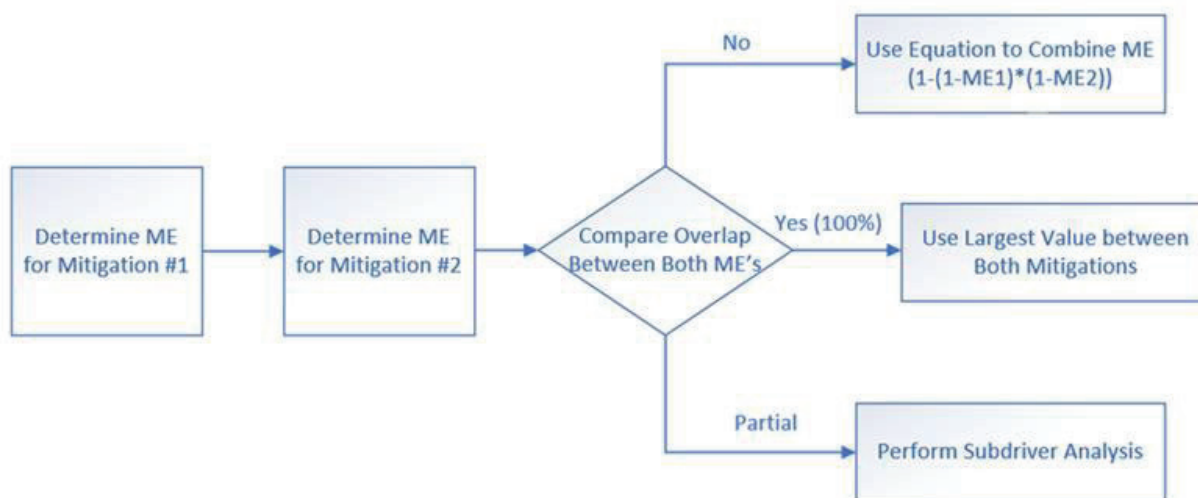 Determine ME
for Mitigation #1
Determine ME
for Mitigation #2
Compare Overlap
Between Both ME's
No
Use Equation to Combine ME
(1-(1-ME1)*(1-ME2))
Yes (100%)
Use Largest Value between
Both Mitigations
Partial
Perform Subdriver Analysis